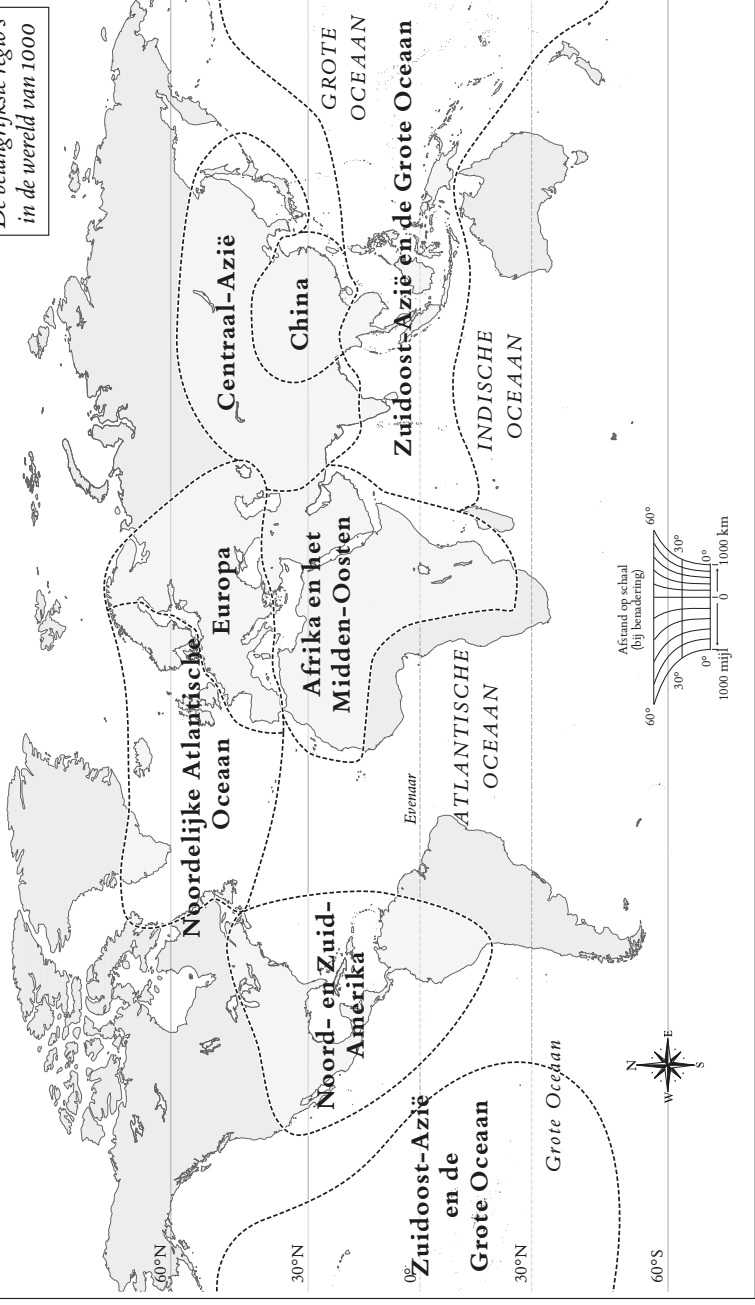 De belangrijkste regio's
in de wereld van 1000
60°N
30°N
0°
30°N
60°S
Noordelijke Atlantische
Oceaan
Europa
Centraal-Azië
China
GROTE
OCEAAN
Afrika en het
Midden-Oosten
Noord- en Zuid-
Amerika
Evenaar
Zuidoost-Azië en de Grote Oceaan
ATLANTISCHE
OCEAAN
INDISCHE
OCEAAN
Zuidoost-Azië
en de
Grote Oceaan
Grote Oceaan
N
W
E
S
Afstand op schaal
(bij benadering)
60°
60°
30°
30°
0°
0°
1000 mijl
0
1000 km